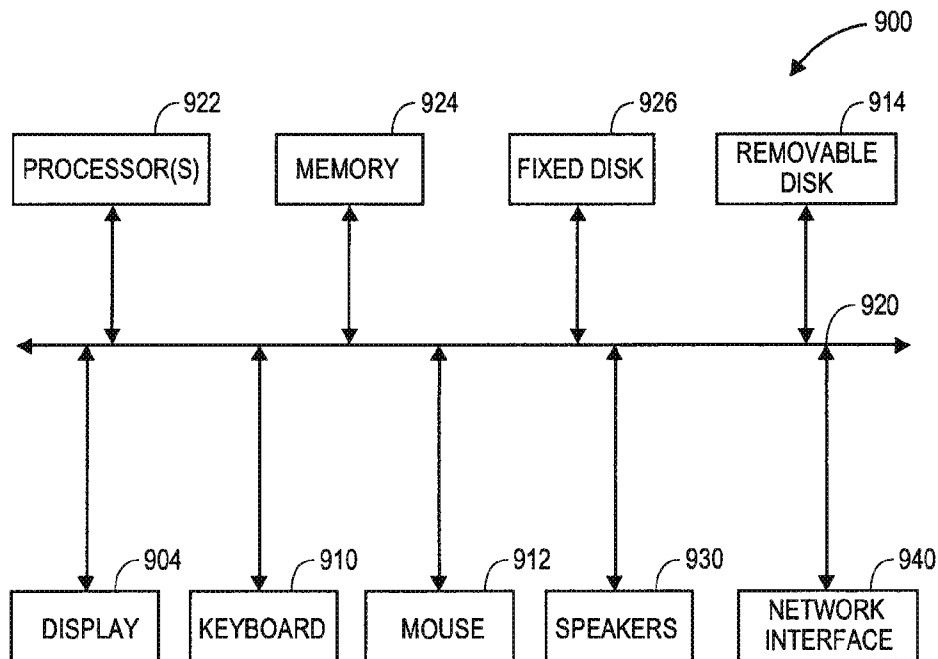 900
922
924
926
914
PROCESSOR(S)
MEMORY
FIXED DISK
REMOVABLE
DISK
920
904
910
912
930
940
DISPLAY
KEYBOARD
MOUSE
SPEAKERS
NETWORK
INTERFACE